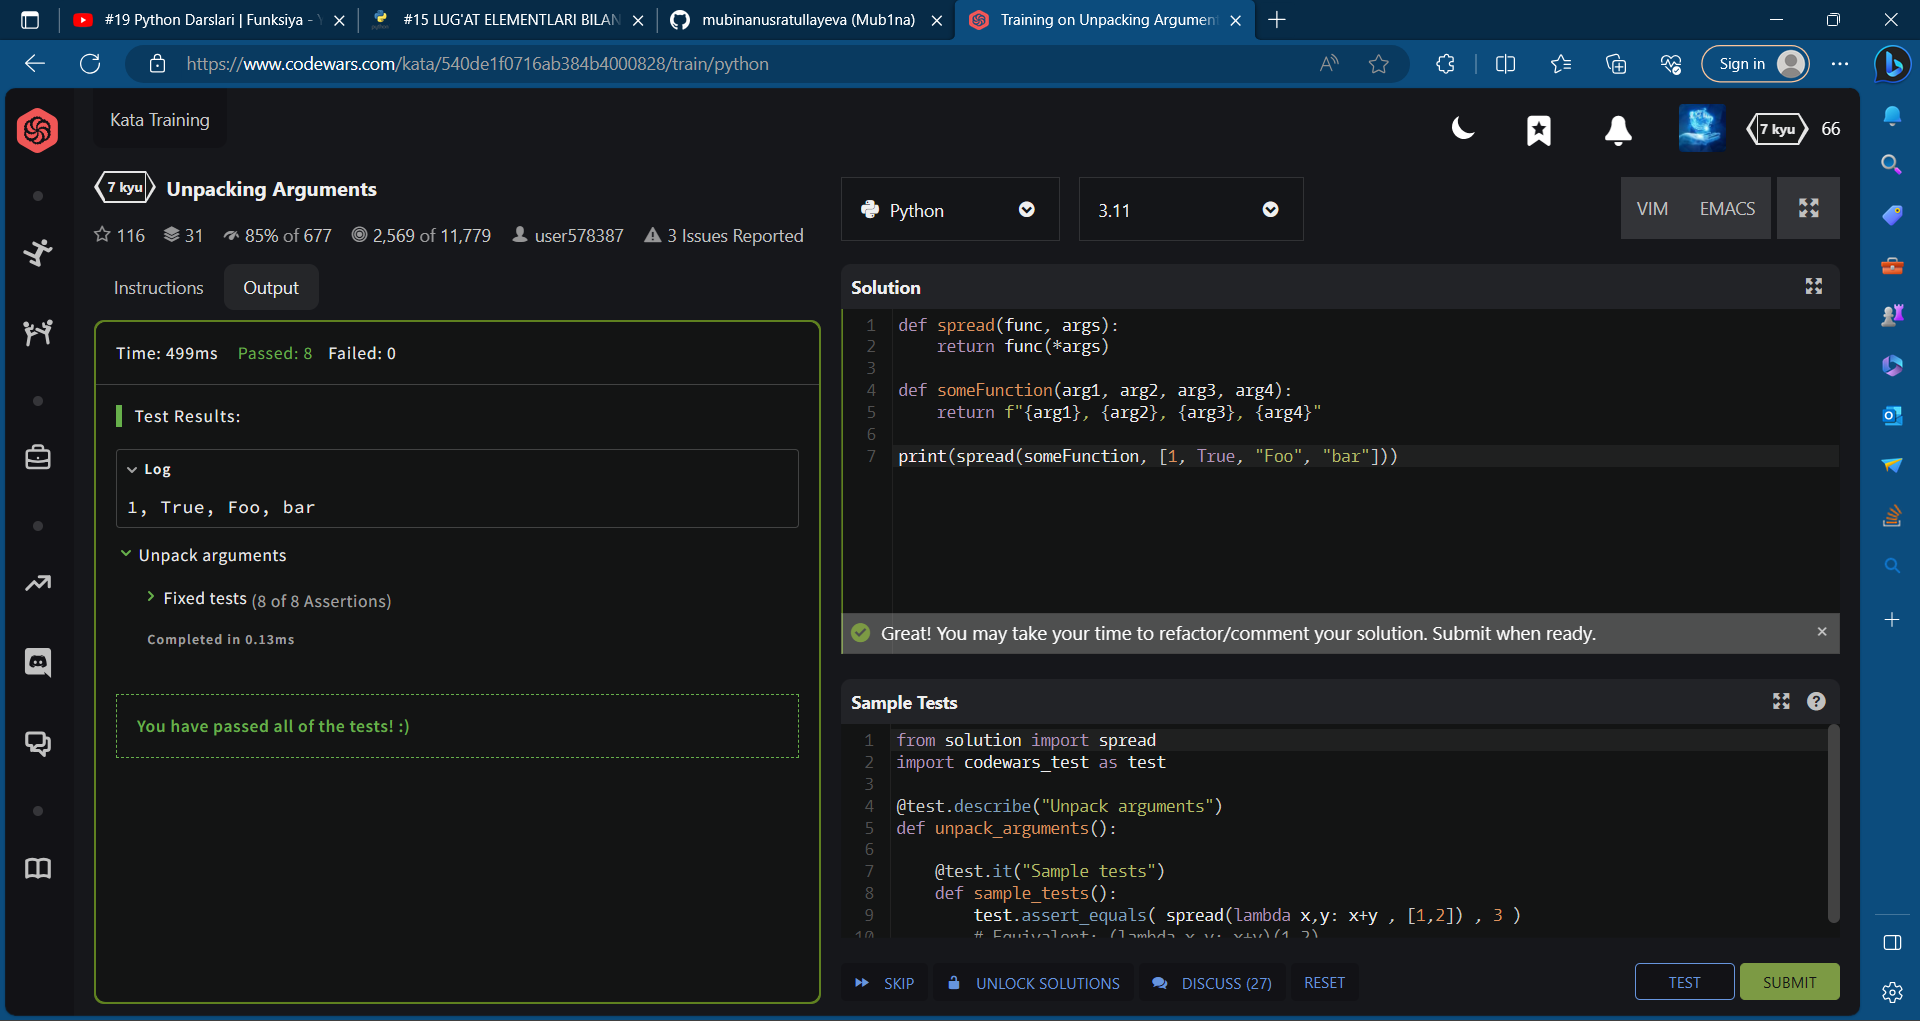 #19 Python Darslari | Funksiya -
#15 LUG'AT ELEMENTLARI BILAN
mubinanusratullayeva (Mub1na)
Training on Unpacking Argument
https://www.codewars.com/kata/540de1f0716ab384b4000828/train/python
Sign in
Kata Training
7 kyu
66
7 kyu
Unpacking Arguments
116
31
85% of 677
2,569 of 11,779
user578387
3 Issues Reported
Python
3.11
VIM
EMACS
Instructions
Output
Time: 499ms Passed: 8 Failed: 0
Test Results:
Log
1, True, Foo, bar
Unpack arguments
Fixed tests (8 of 8 Assertions)
Completed in 0.13ms
You have passed all of the tests! :)
Solution
1 def spread(func, args):
2     return func(*args)
3
4 def someFunction(arg1, arg2, arg3, arg4):
5     return f"{arg1}, {arg2}, {arg3}, {arg4}"
6
7 print(spread(someFunction, [1, True, "Foo", "bar"]))
Great! You may take your time to refactor/comment your solution. Submit when ready.
Sample Tests
1 from solution import spread
2 import codewars_test as test
3
4 @test.describe("Unpack arguments")
5 def unpack_arguments():
6
7     @test.it("Sample tests")
8     def sample_tests():
9         test.assert_equals( spread(lambda x,y: x+y , [1,2]) , 3 )
10         # Equivalent: (lambda x,y: x+y)(1,2)
SKIP
UNLOCK SOLUTIONS
DISCUSS (27)
RESET
TEST
SUBMIT